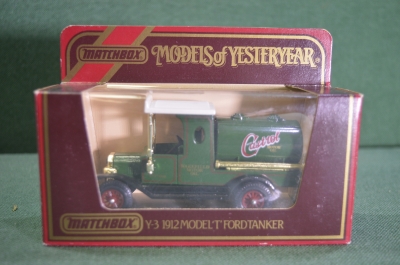 MATCHBOX
MODELS of YESTERYEAR
Castrol
MATCHBOX
Y-3 1912 MODEL 'T' FORD TANKER